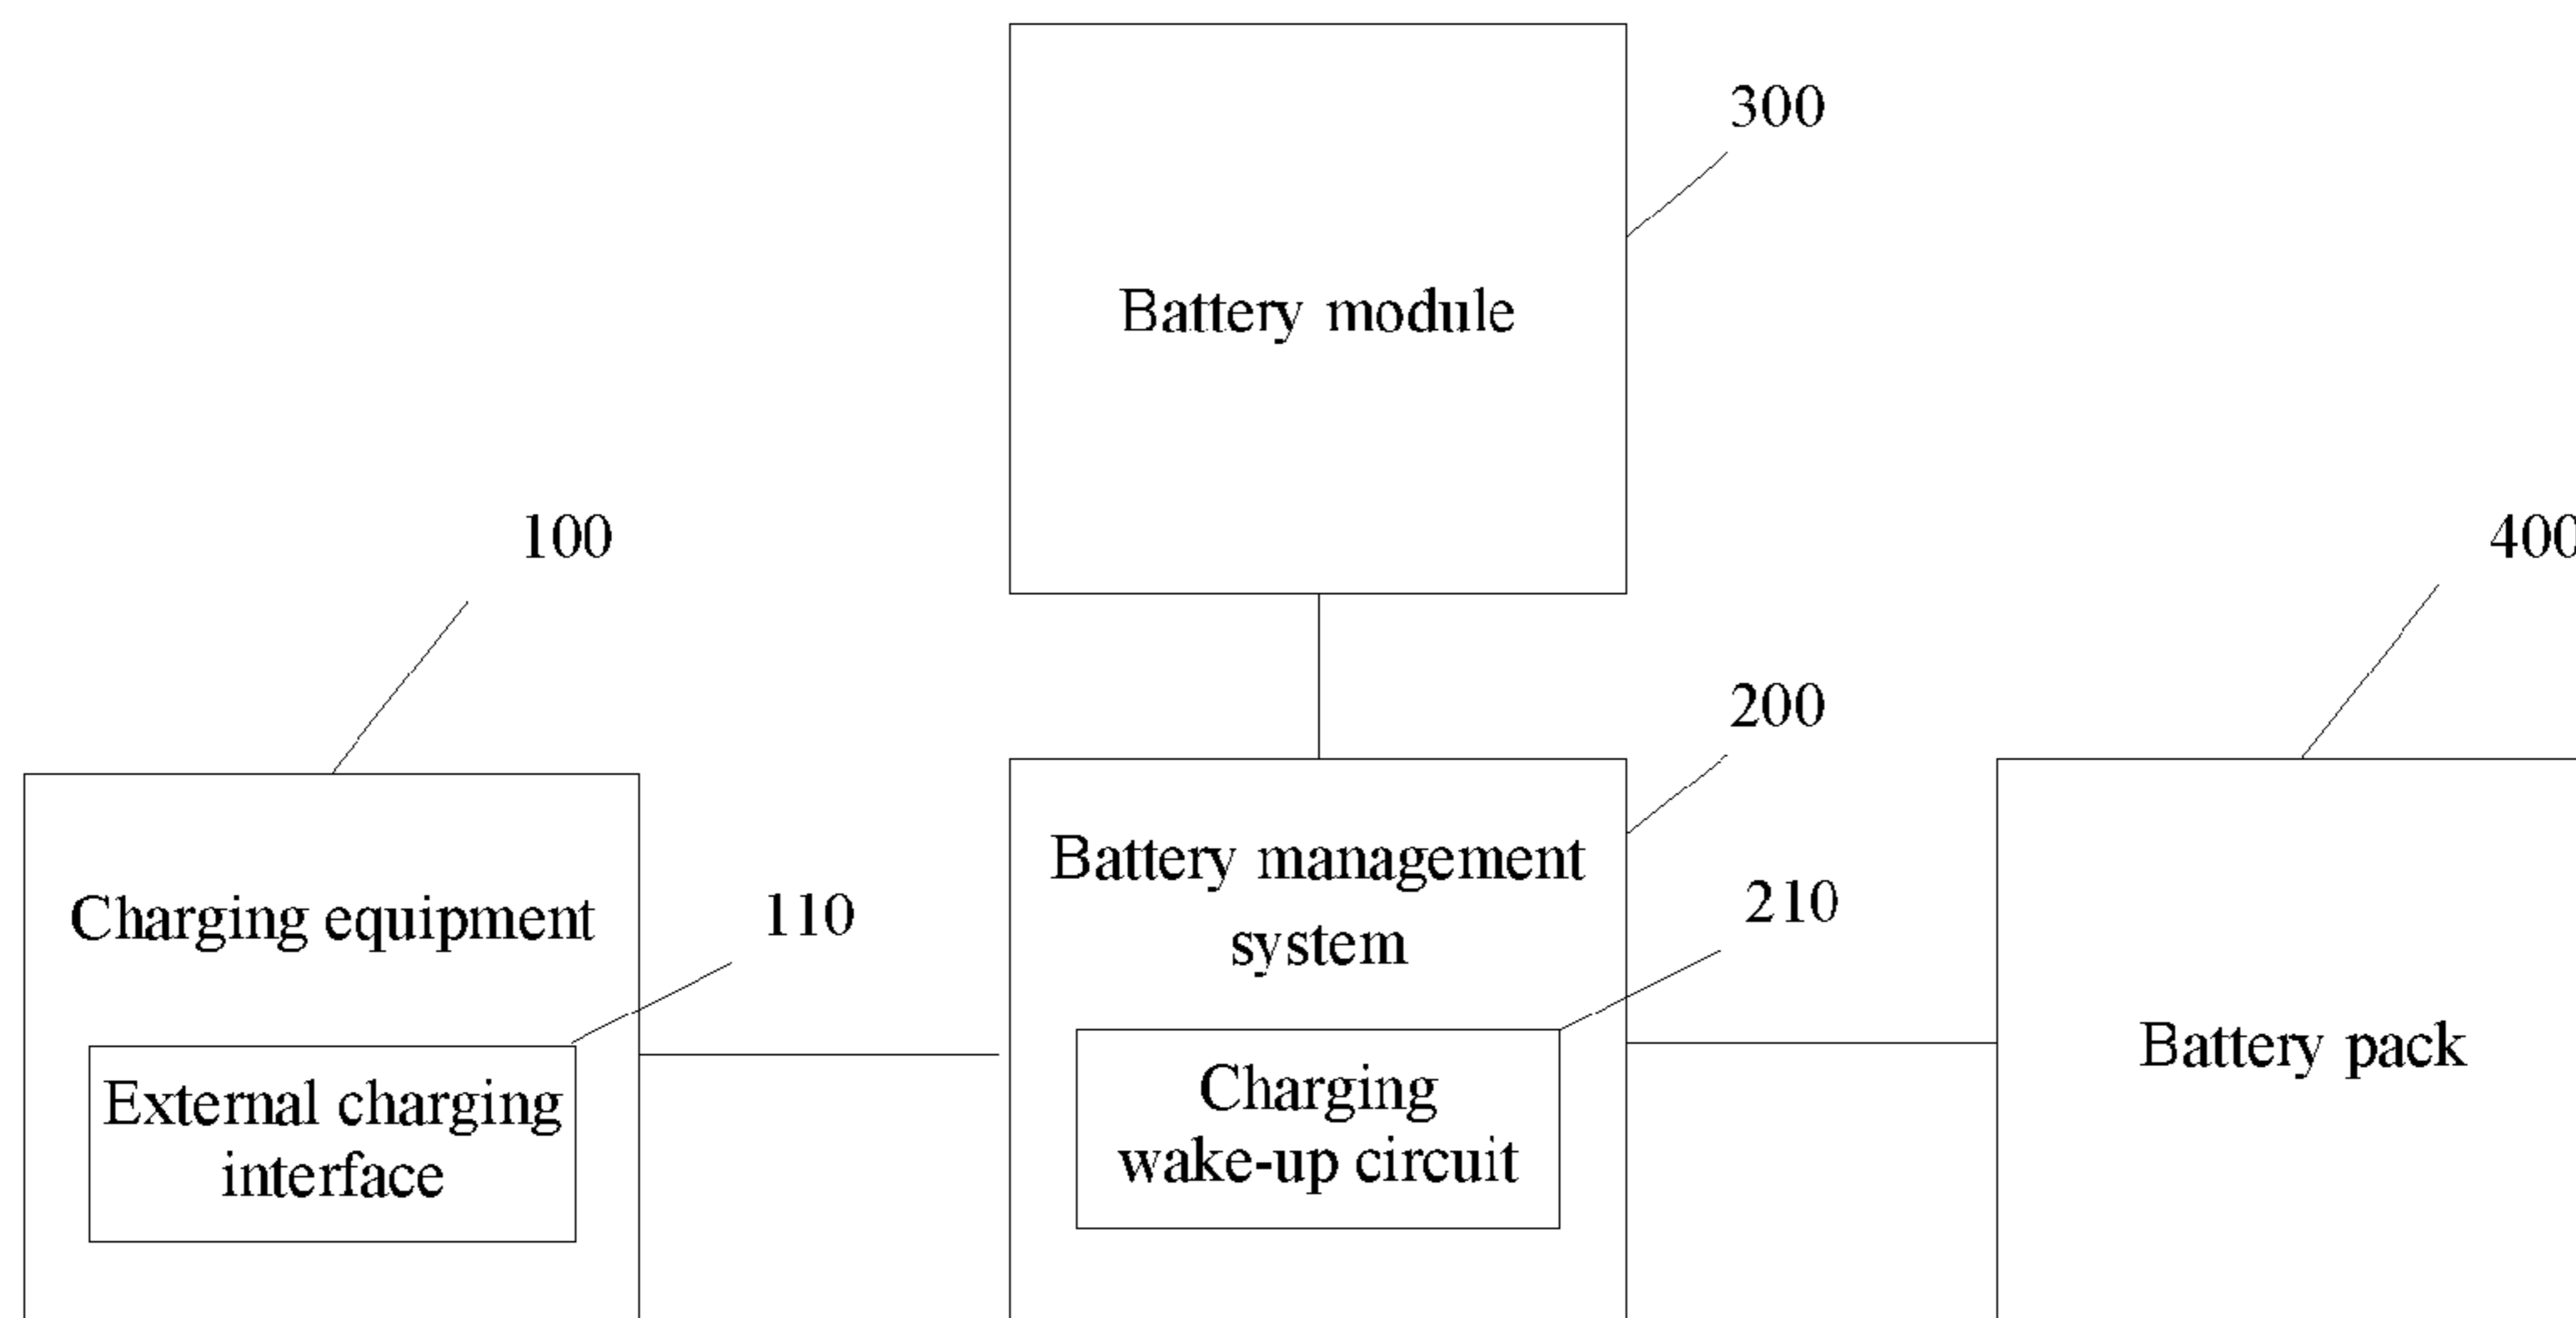 300
Battery module
100
400
200
Battery management
system
210
Charging equipment
110
External charging
interface
Charging
wake-up circuit
Battery pack